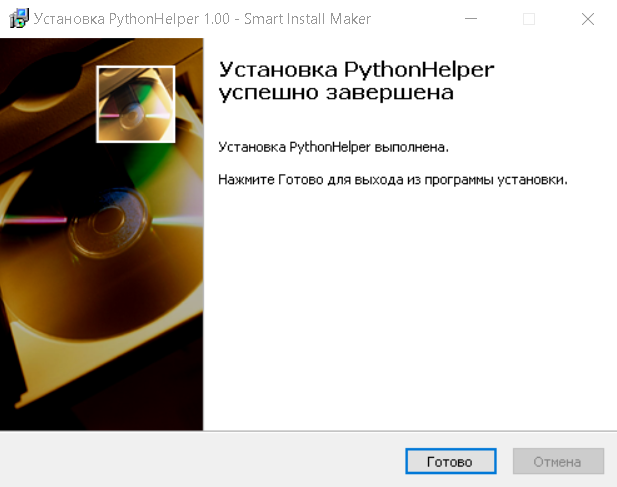 Установка PythonHelper 1.00 - Smart Install Maker
Установка PythonHelper
успешно завершена
Установка PythonHelper выполнена.
Нажмите Готово для выхода из программы установки.
Готово
Отмена